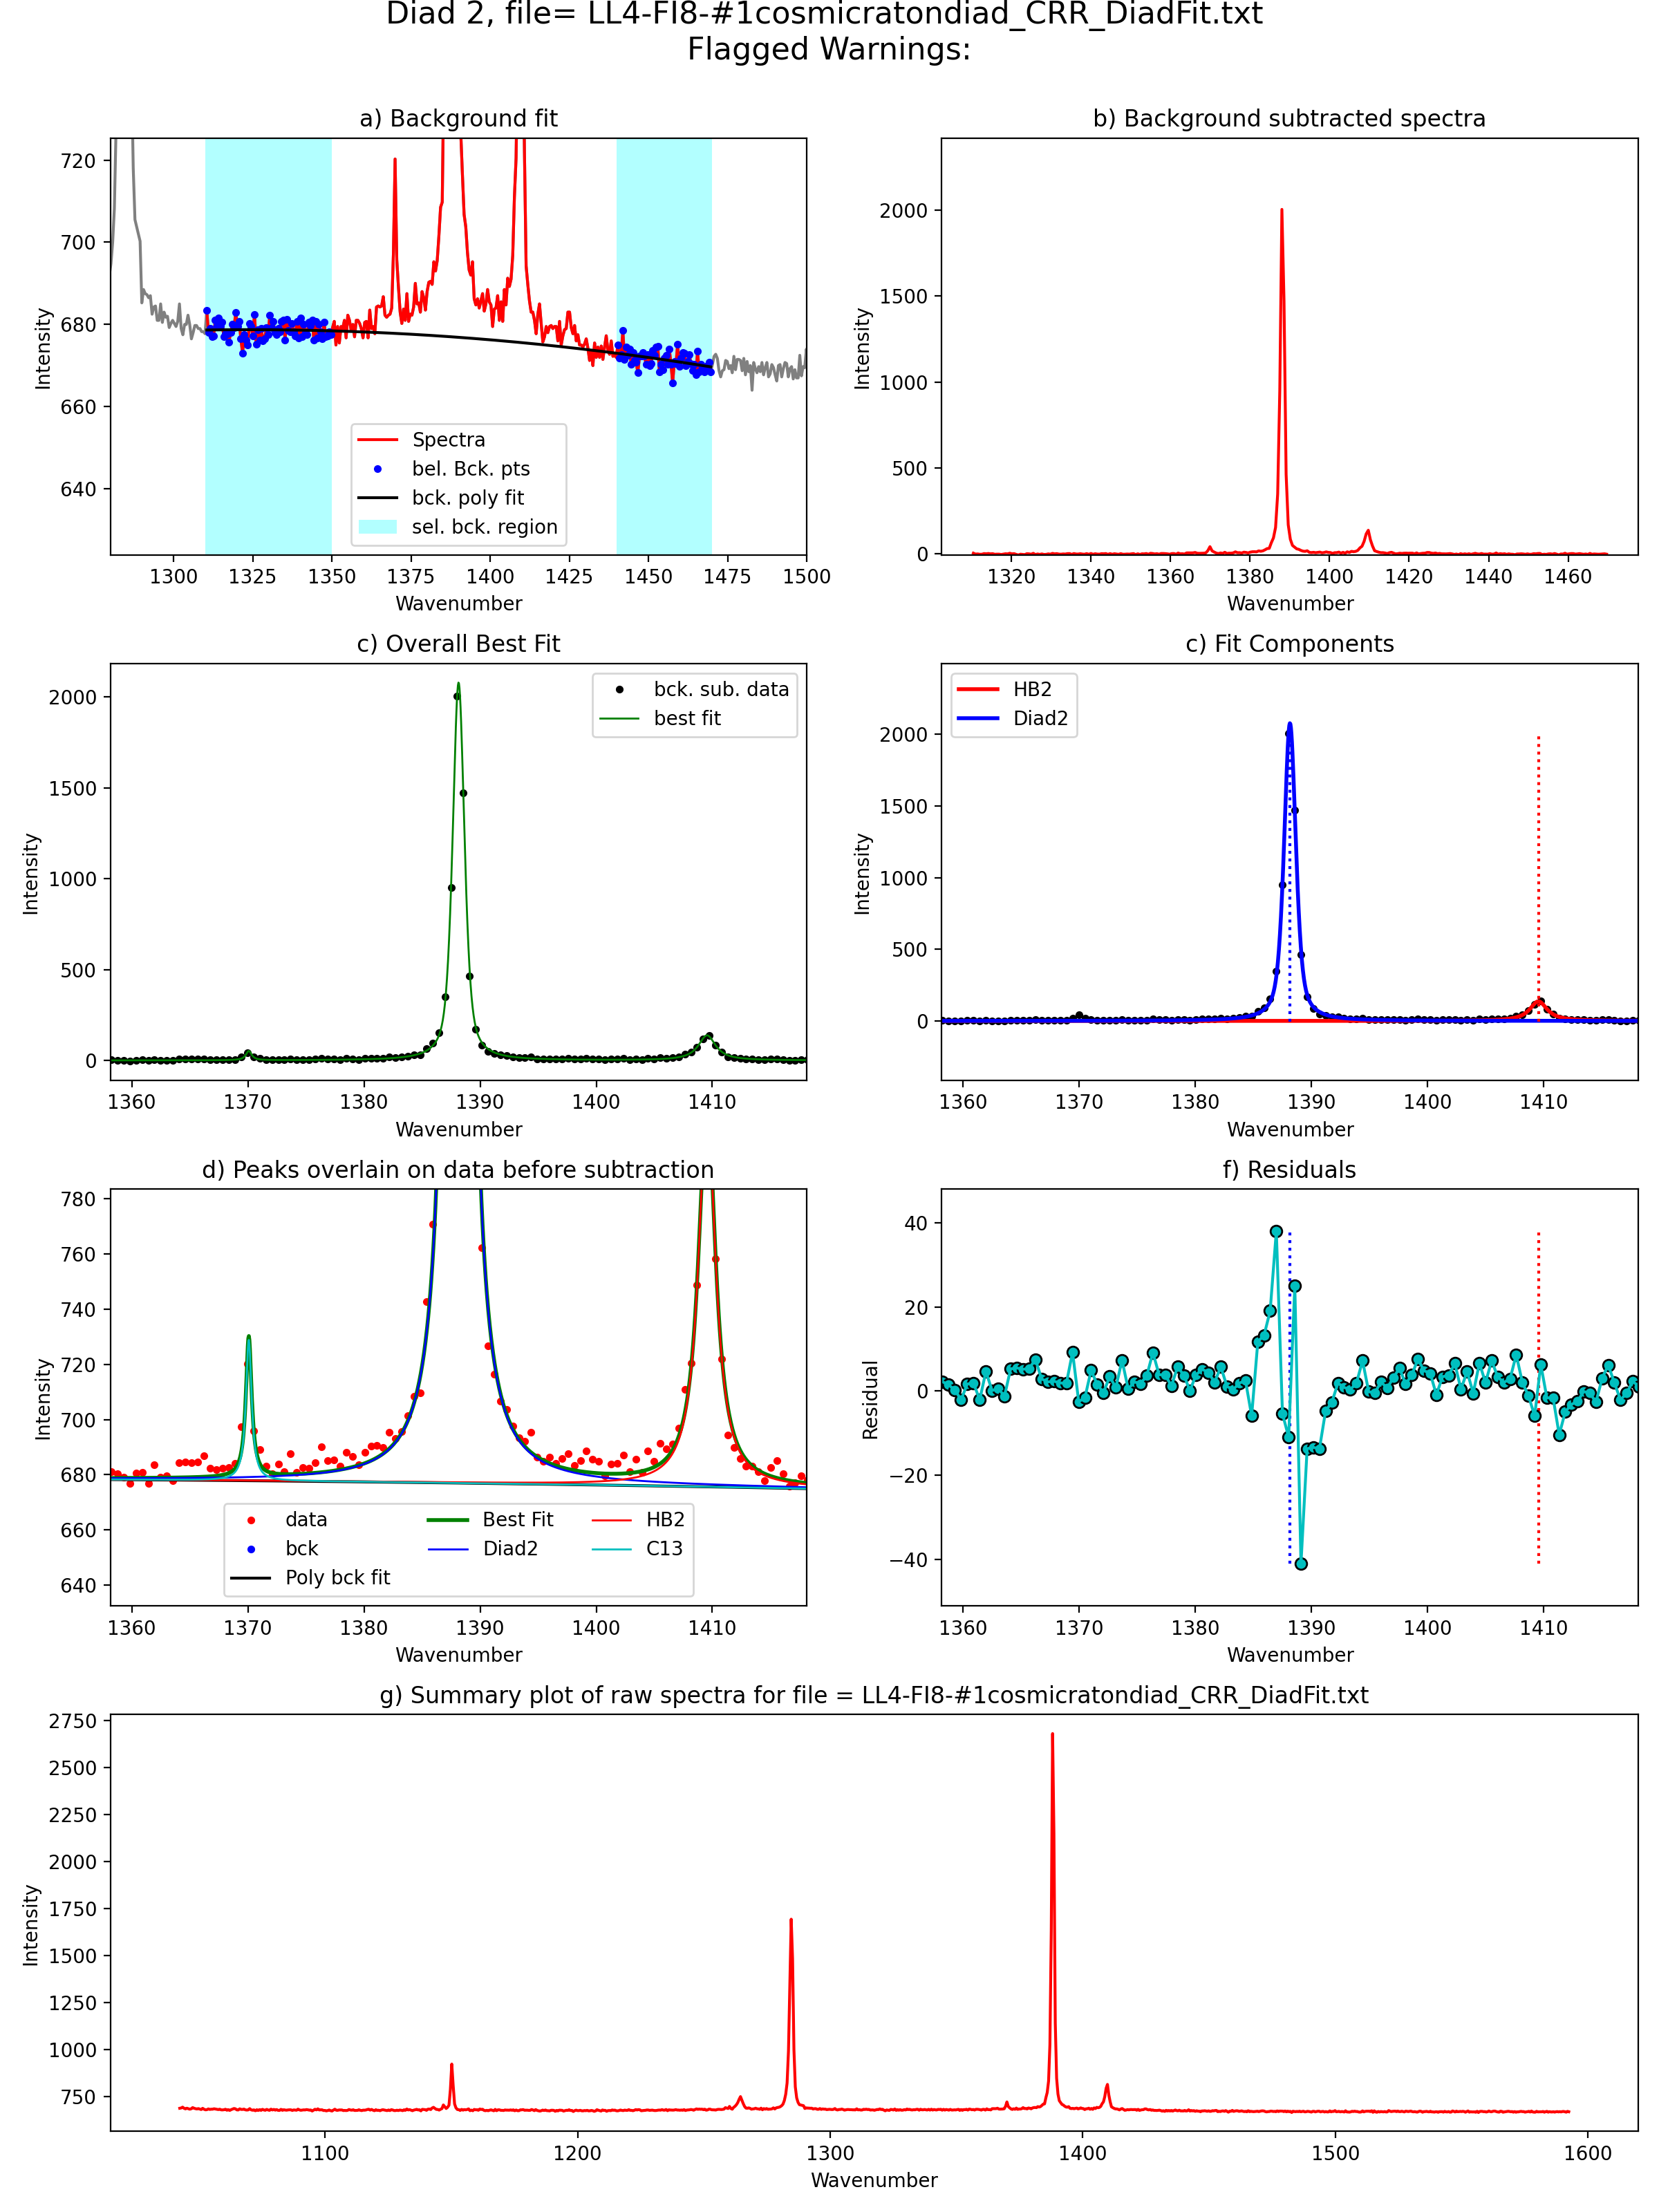 Diad 2, file= LL4-FI8-#1cosmicratondiad_CRR_DiadFit.txt
Flagged Warnings:
a) Background fit
Intensity
720
700
680
660
640
Spectra
bel. Bck. pts
bck. poly fit
sel. bck. region
1300 1325 1350 1375 1400 1425 1450 1475 1500
Wavenumber
b) Background subtracted spectra
Intensity
2000
1500
1000
500
0
1320 1340 1360 1380 1400 1420 1440 1460
Wavenumber
c) Overall Best Fit
Intensity
2000
1500
1000
500
0
bck. sub. data
best fit
1360 1370 1380 1390 1400 1410
Wavenumber
c) Fit Components
Intensity
2000
1500
1000
500
0
HB2
Diad2
1360 1370 1380 1390 1400 1410
Wavenumber
d) Peaks overlain on data before subtraction
Intensity
780
760
740
720
700
680
660
640
data
bck
Poly bck fit
Best Fit
Diad2
HB2
C13
1360 1370 1380 1390 1400 1410
Wavenumber
f) Residuals
Residual
40
20
0
−20
−40
1360 1370 1380 1390 1400 1410
Wavenumber
g) Summary plot of raw spectra for file = LL4-FI8-#1cosmicratondiad_CRR_DiadFit.txt
Intensity
2750
2500
2250
2000
1750
1500
1250
1000
750
1100 1200 1300 1400 1500 1600
Wavenumber